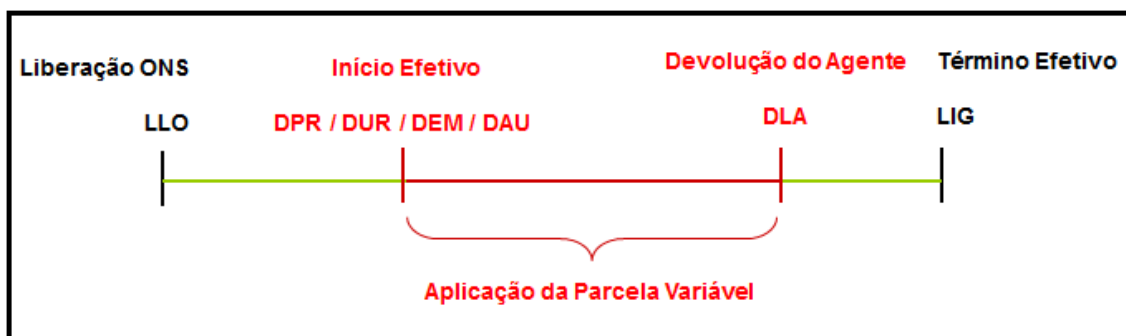 Liberação ONS
Início Efetivo
Devolução do Agente
Término Efetivo
LLO
DPR / DUR / DEM / DAU
DLA
LIG
Aplicação da Parcela Variável